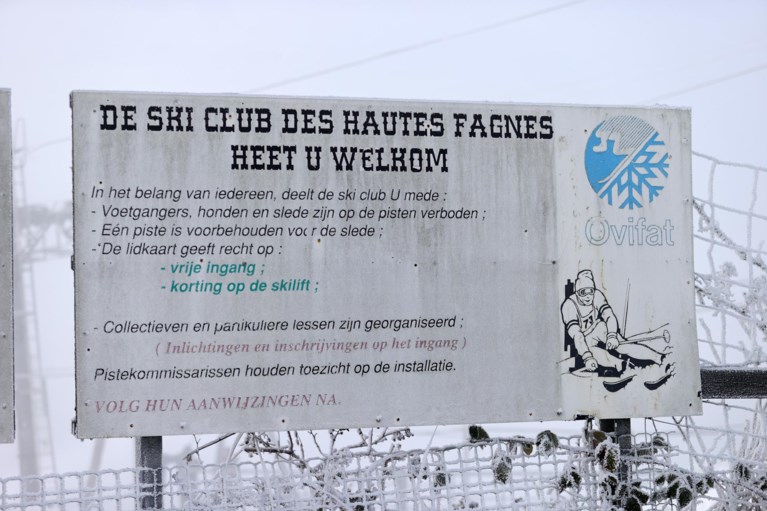 DE SKI CLUB DES HAUTES FAGNES
HEET U WELKOM
In het belang van iedereen, deelt de ski club U mede ;
- Voetgangers, honden en slede zijn op de pisten verboden ;
- Eén piste is voorbehouden voor de slede ;
- De lidkaart geeft recht op :
- vrije ingang ;
- korting op de skilift ;
- Collectieven en partikuliere lessen zijn georganiseerd ;
( Inlichtingen en inschrijvingen op het ingang )
Pistekommissarissen houden toezicht op de installatie.
VOLG HUN AANWIJZINGEN NA.
Ovifat
73